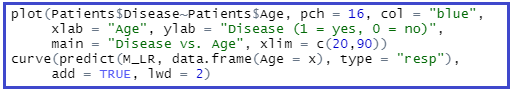 plot(Patients$Disease~Patients$Age, pch = 16, col = "blue",
xlab = "Age", ylab = "Disease (1 = yes, 0 = no)",
main = "Disease vs. Age", xlim = c(20,90))
curve(predict(M_LR, data.frame(Age = x), type = "resp"),
add = TRUE, lwd = 2)